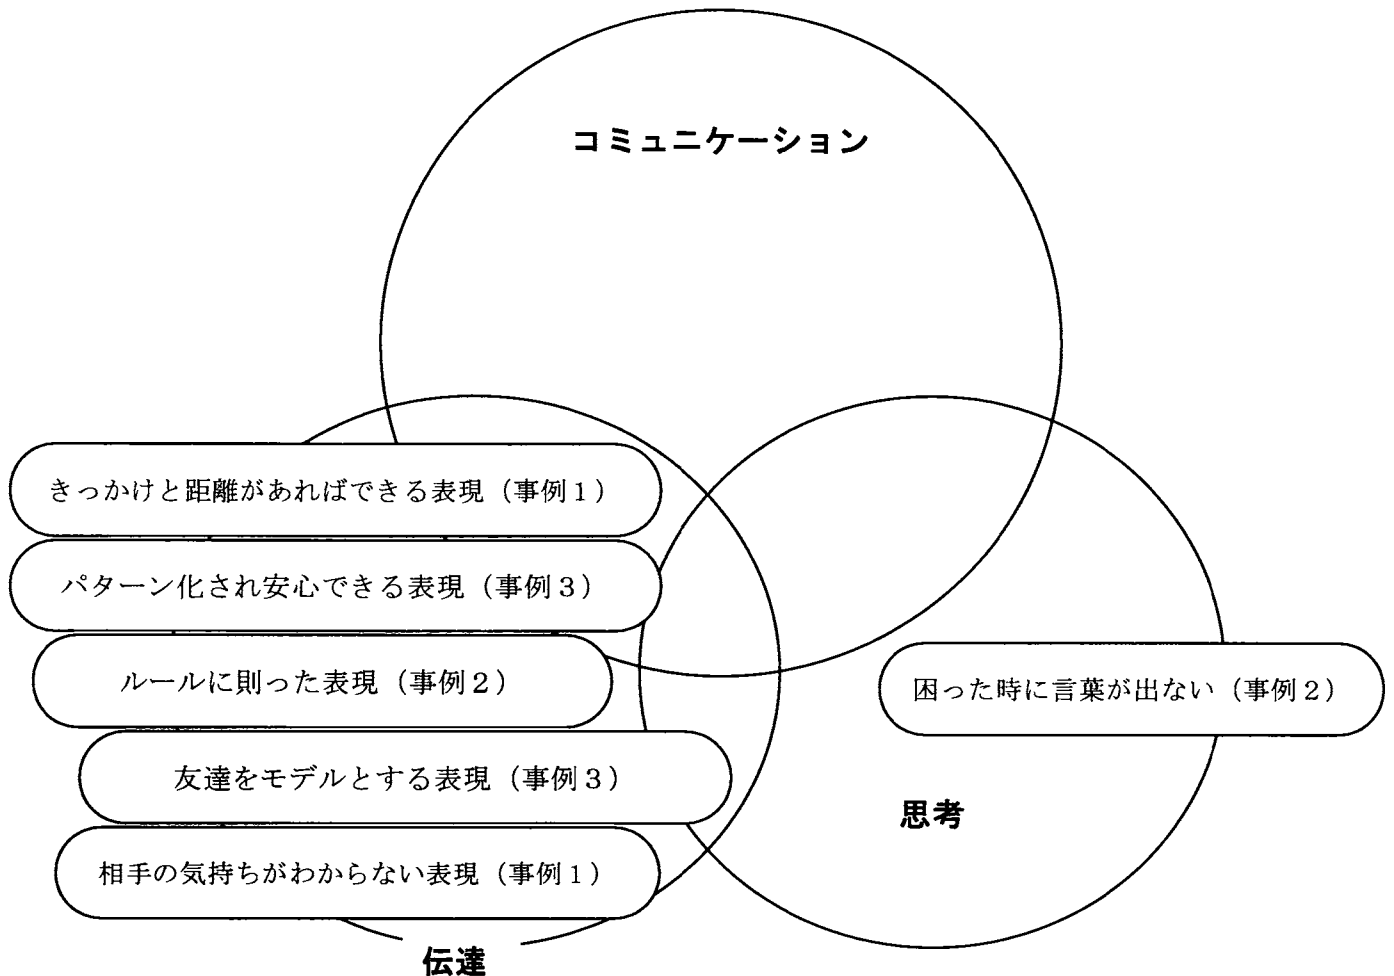 コミュニケーション
きっかけと距離があればできる表現（事例１）
パターン化され安心できる表現（事例３）
ルールに則った表現（事例２）
困った時に言葉が出ない（事例２）
友達をモデルとする表現（事例３）
思考
相手の気持ちがわからない表現（事例１）
伝達